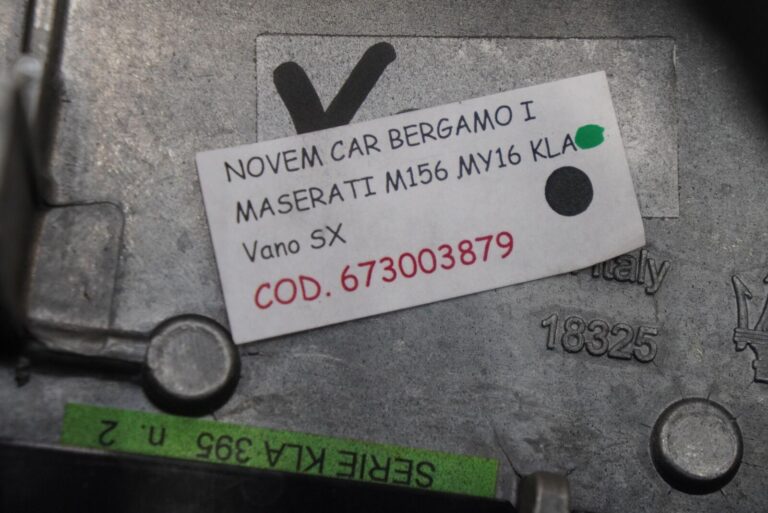 NOVEM CAR BERGAMO I
MASERATI M156 MY16 KLA
Vano SX
COD. 673003879
Italy
18325
SERIE KLA 395 n. 2